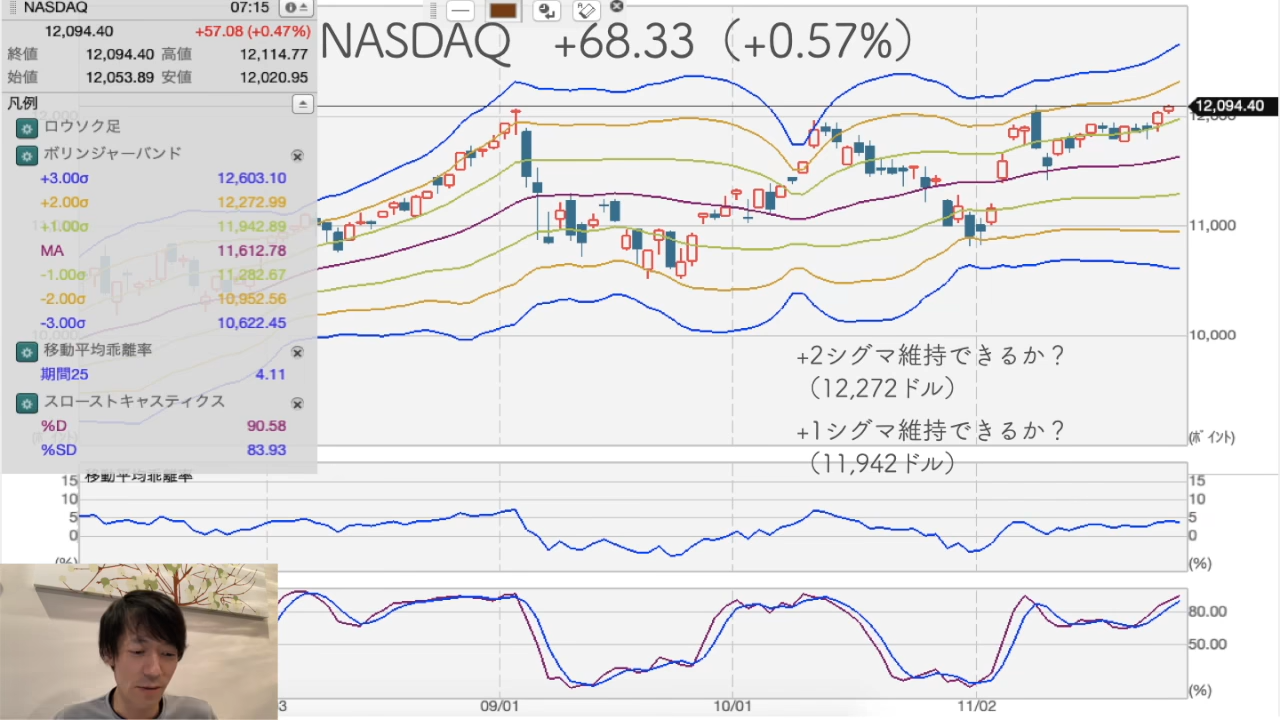 NASDAQ 07:15
12,094.40 +57.08 (+0.47%)
終値 12,094.40 高値 12,114.77
始値 12,053.89 安値 12,020.95
凡例
ロウソク足
ボリンジャーバンド
+3.00σ 12,603.10
+2.00σ 12,272.99
+1.00σ 11,942.89
MA 11,612.78
-1.00σ 11,282.67
-2.00σ 10,952.56
-3.00σ 10,622.45
移動平均乖離率
期間25 4.11
スローストキャスティクス
%D 90.58
%SD 83.93
NASDAQ +68.33（+0.57%）
12,094.40
12,000
11,000
10,000
+2シグマ維持できるか？
（12,272ドル）
+1シグマ維持できるか？
（11,942ドル）
(ﾎﾟｲﾝﾄ)
移動平均乖離率
15 15
10 10
5 5
0 0
(%) (%)
80.00
50.00
(%)
3 09/01 10/01 11/02